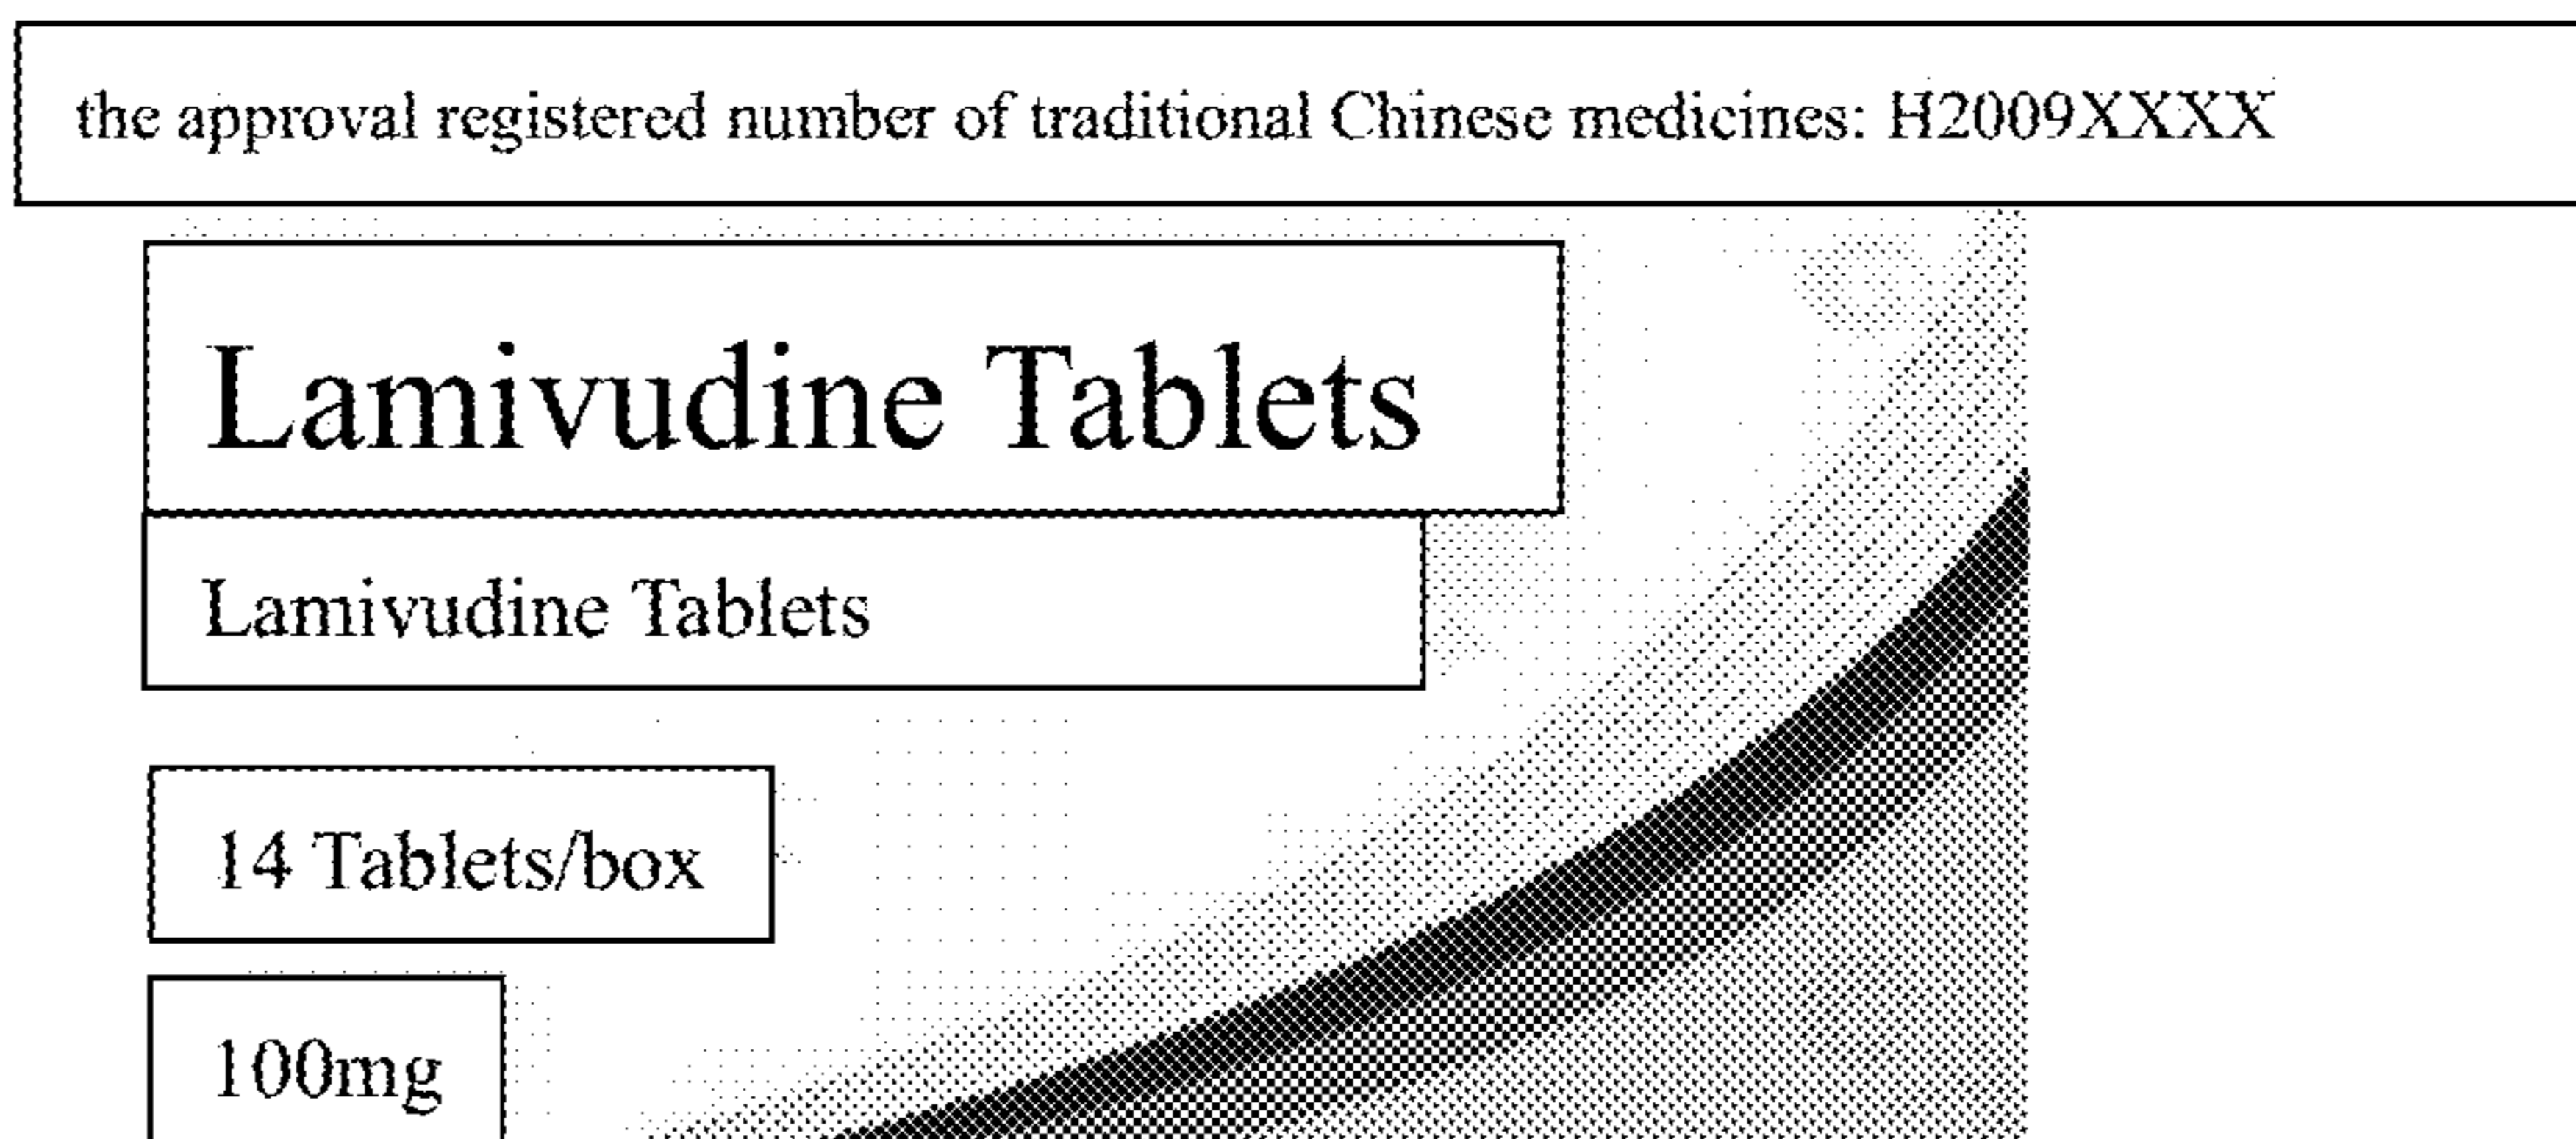 the approval registered number of traditional Chinese medicines: H2009XXXX
Lamivudine Tablets
Lamivudine Tablets
14 Tablets/box
100mg